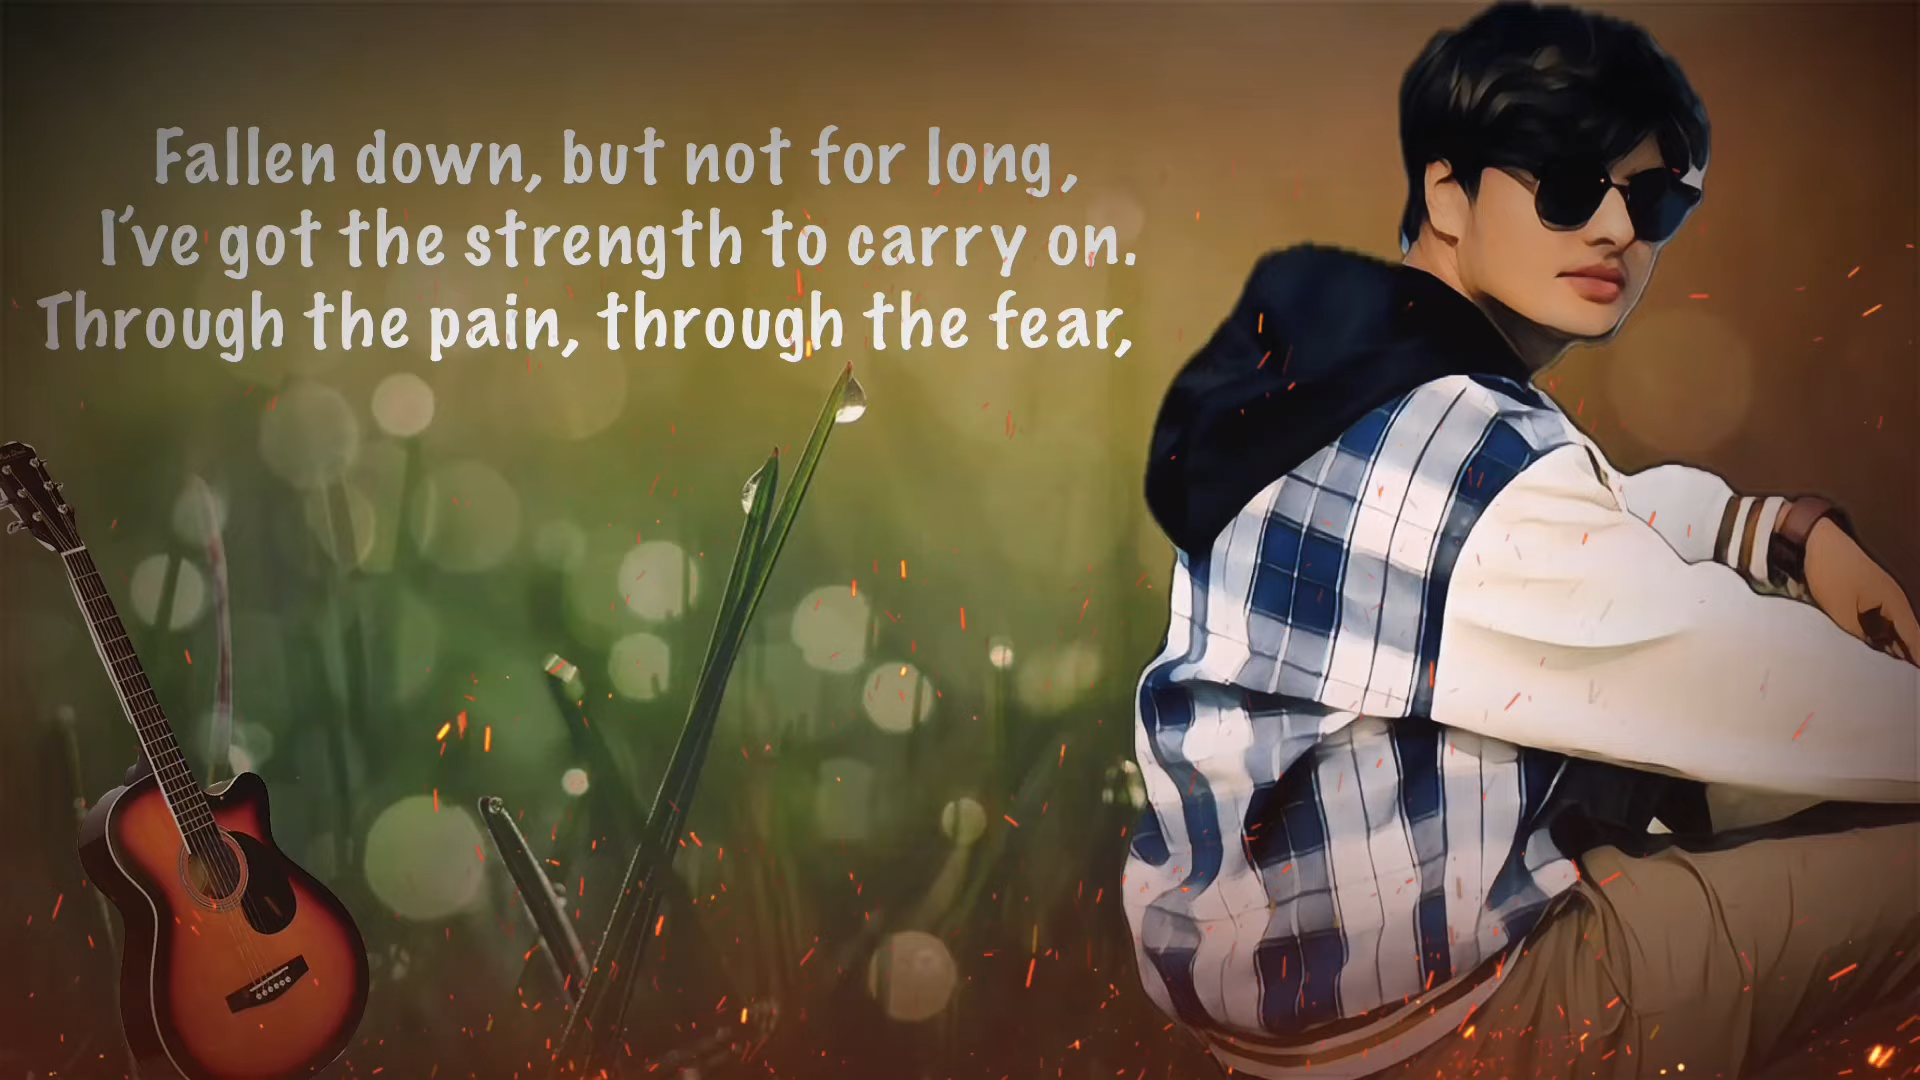 Fallen down, but not for long,
I've got the strength to carry on.
Through the pain, through the fear,